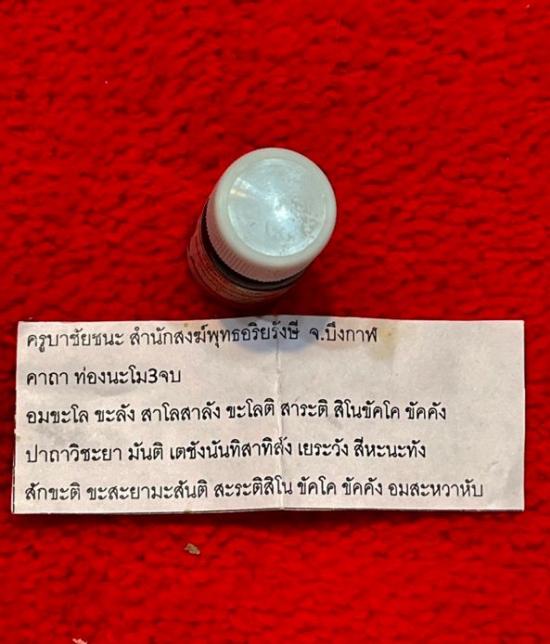 ครูบาชัยชนะ สำนักสงฆ์พุทธอริยรังษี จ.บึงกาฬ
คาถา ท่องนะโม3จบ
อมขะโล ขะลัง สาโลสาลัง ขะโลติ สาระติ สิโนขัคโค ขัคคัง
ปาถาวิชะยา มันติ เตชังนันทิสาทิสัง เยระวัง สีหะนะทัง
สักขะติ ขะสะยามะสันติ สะระติสิโน ขัคโค ขัคคัง อมสะหวาหับ